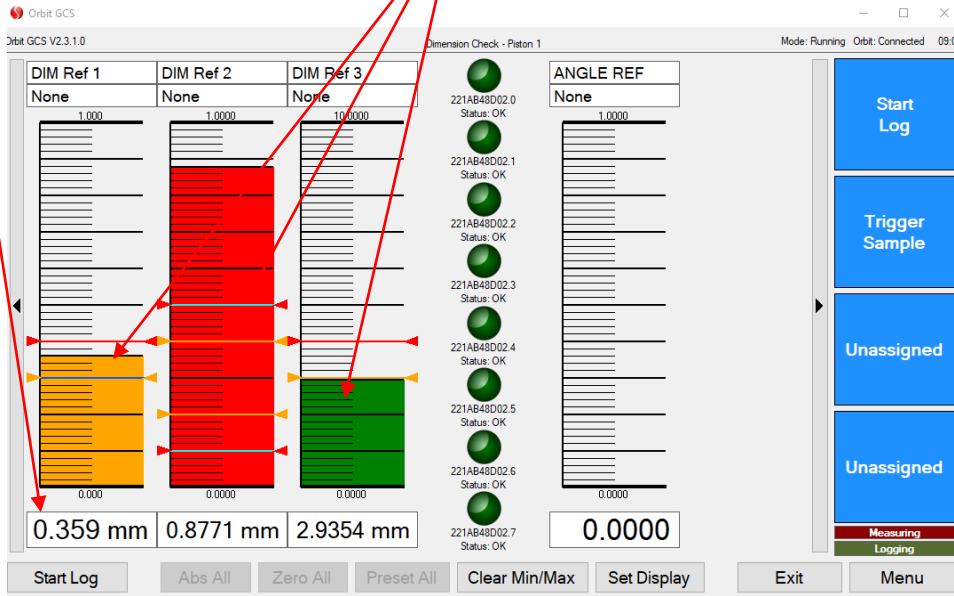 Orbit GCS
Orbit GCS V2.3.1.0
Dimension Check - Piston 1
Mode: Running Orbit: Connected 09:0
DIM Ref 1
None
1.000
0.000
0.359 mm
DIM Ref 2
None
1.0000
0.0000
0.8771 mm
DIM Ref 3
None
10.0000
0.0000
2.9354 mm
221AB48D02.0
Status: OK
221AB48D02.1
Status: OK
221AB48D02.2
Status: OK
221AB48D02.3
Status: OK
221AB48D02.4
Status: OK
221AB48D02.5
Status: OK
221AB48D02.6
Status: OK
221AB48D02.7
Status: OK
ANGLE REF
None
1.0000
0.0000
0.0000
Start
Log
Trigger
Sample
Unassigned
Unassigned
Measuring
Logging
Start Log
Abs All
Zero All
Preset All
Clear Min/Max
Set Display
Exit
Menu